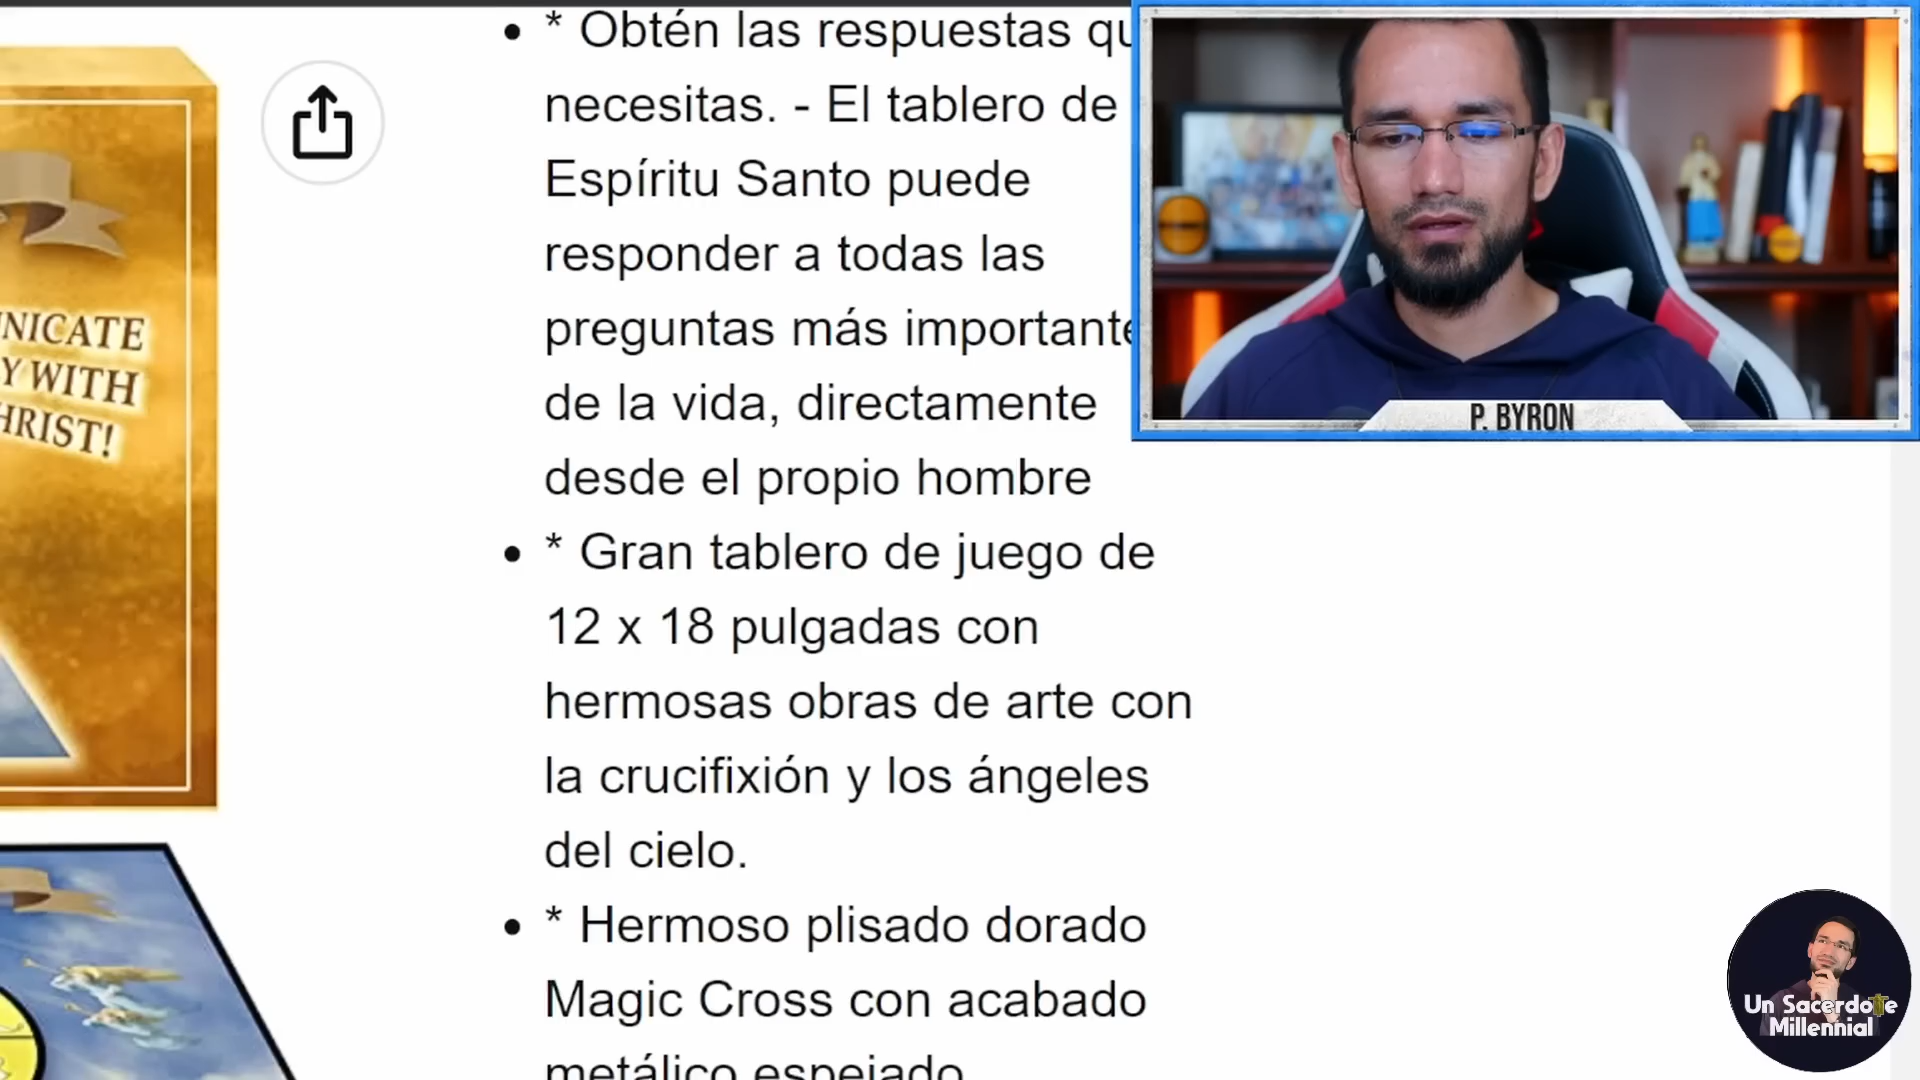 NICATE
Y WITH
HRIST!
* Obtén las respuestas qu
necesitas. - El tablero de
Espíritu Santo puede
responder a todas las
preguntas más important
de la vida, directamente
desde el propio hombre
* Gran tablero de juego de
12 x 18 pulgadas con
hermosas obras de arte con
la crucifixión y los ángeles
del cielo.
* Hermoso plisado dorado
Magic Cross con acabado
metálico espejado
P. BYRON
Un Sacerdote
Millennial